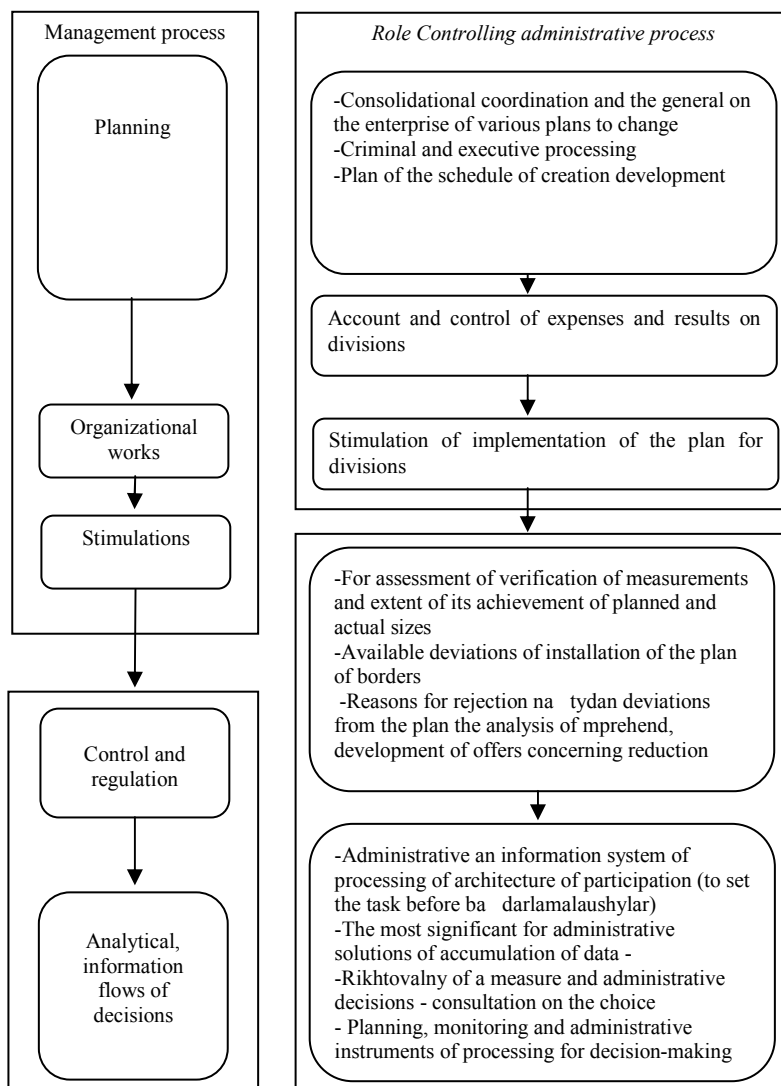 Management process
Planning
Organizational
works
Stimulations
Control and
regulation
Analytical,
information
flows of
decisions
Role Controlling administrative process
-Consolidational coordination and the general on
the enterprise of various plans to change
-Criminal and executive processing
-Plan of the schedule of creation development
Account and control of expenses and results on
divisions
Stimulation of implementation of the plan for
divisions
-For assessment of verification of measurements
and extent of its achievement of planned and
actual sizes
-Available deviations of installation of the plan
of borders
-Reasons for rejection na tydan deviations
from the plan the analysis of mprehend,
development of offers concerning reduction
-Administrative an information system of
processing of architecture of participation (to set
the task before ba darlamalaushylar)
-The most significant for administrative
solutions of accumulation of data -
-Rikhtovalny of a measure and administrative
decisions - consultation on the choice
- Planning, monitoring and administrative
instruments of processing for decision-making